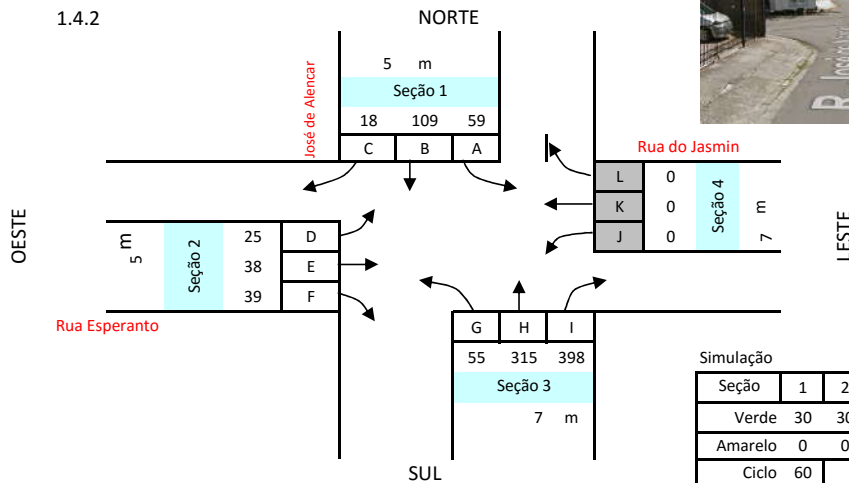 1.4.2
NORTE
5 m
Seção 1
José de Alencar
18 109 59
C B A
R. José
Rua do Jasmin
OESTE
5 m
Seção 2
25 D
38 E
39 F
Rua Esperanto
L 0
K 0
J 0
Seção 4
7 m
LESTE
G H I
55 315 398
Seção 3
7 m
SUL
Simulação
Seção 1 2
Verde 30 30
Amarelo 0 0
Ciclo 60